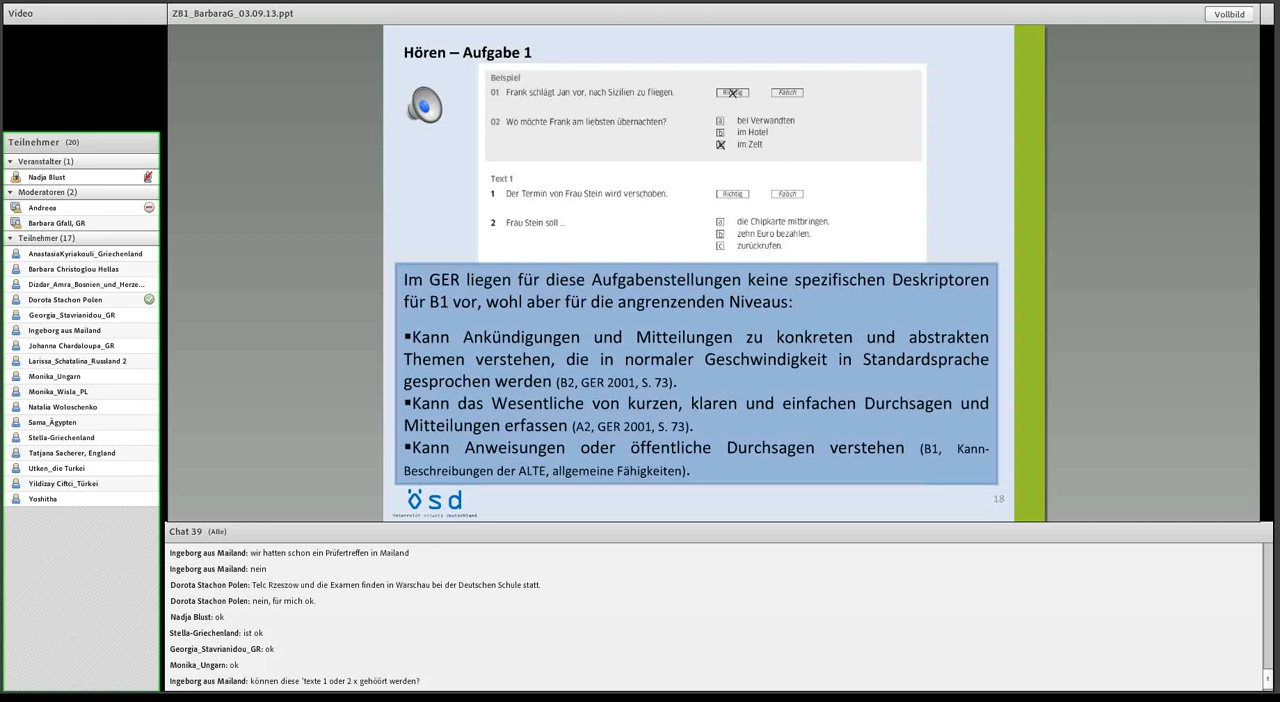 Video
ZB1_BarbaraG_03.09.13.ppt
Vollbild
Teilnehmer (20)
Veranstalter (1)
Nadja Blust
Moderatoren (2)
Andreea
Barbara Gfall, GR
Teilnehmer (17)
AnastasiaKyriakouli_Griechenland
Barbara Christoglou Hellas
Dizdar_Amra_Bosnien_und_Herze...
Dorota Stachon Polen
Georgia_Stavrianidou_GR
Ingeborg aus Mailand
Johanna Chardaloupa_GR
Larissa_Schatalina_Russland 2
Monika_Ungarn
Monika_Wisla_PL
Natalia Woloschenko
Sama_Ägypten
Stella-Griechenland
Tatjana Sacherer, England
Utken_die Turkei
Yildizay Ciftci_Türkei
Yoshitha
Hören – Aufgabe 1
Beispiel
01 Frank schlägt Jan vor, nach Sizilien zu fliegen. Richtig Falsch
02 Wo möchte Frank am liebsten übernachten? a bei Verwandten
b im Hotel
im Zelt
Text 1
1 Der Termin von Frau Stein wird verschoben. Richtig Falsch
2 Frau Stein soll ... a die Chipkarte mitbringen.
b zehn Euro bezahlen.
c zurückrufen.
Im GER liegen für diese Aufgabenstellungen keine spezifischen Deskriptoren
für B1 vor, wohl aber für die angrenzenden Niveaus:
▪Kann Ankündigungen und Mitteilungen zu konkreten und abstrakten
Themen verstehen, die in normaler Geschwindigkeit in Standardsprache
gesprochen werden (B2, GER 2001, S. 73).
▪Kann das Wesentliche von kurzen, klaren und einfachen Durchsagen und
Mitteilungen erfassen (A2, GER 2001, S. 73).
▪Kann Anweisungen oder öffentliche Durchsagen verstehen (B1, Kann-
Beschreibungen der ALTE, allgemeine Fähigkeiten).
ösd
18
Chat 39 (Alle)
Ingeborg aus Mailand: wir hatten schon ein Prüfertreffen in Mailand
Ingeborg aus Mailand: nein
Dorota Stachon Polen: Telc Rzeszow und die Examen finden in Warschau bei der Deutschen Schule statt.
Dorota Stachon Polen: nein, für mich ok.
Nadja Blust: ok
Stella-Griechenland: ist ok
Georgia_Stavrianidou_GR: ok
Monika_Ungarn: ok
Ingeborg aus Mailand: können diese 'texte 1 oder 2 x gehöört werden?